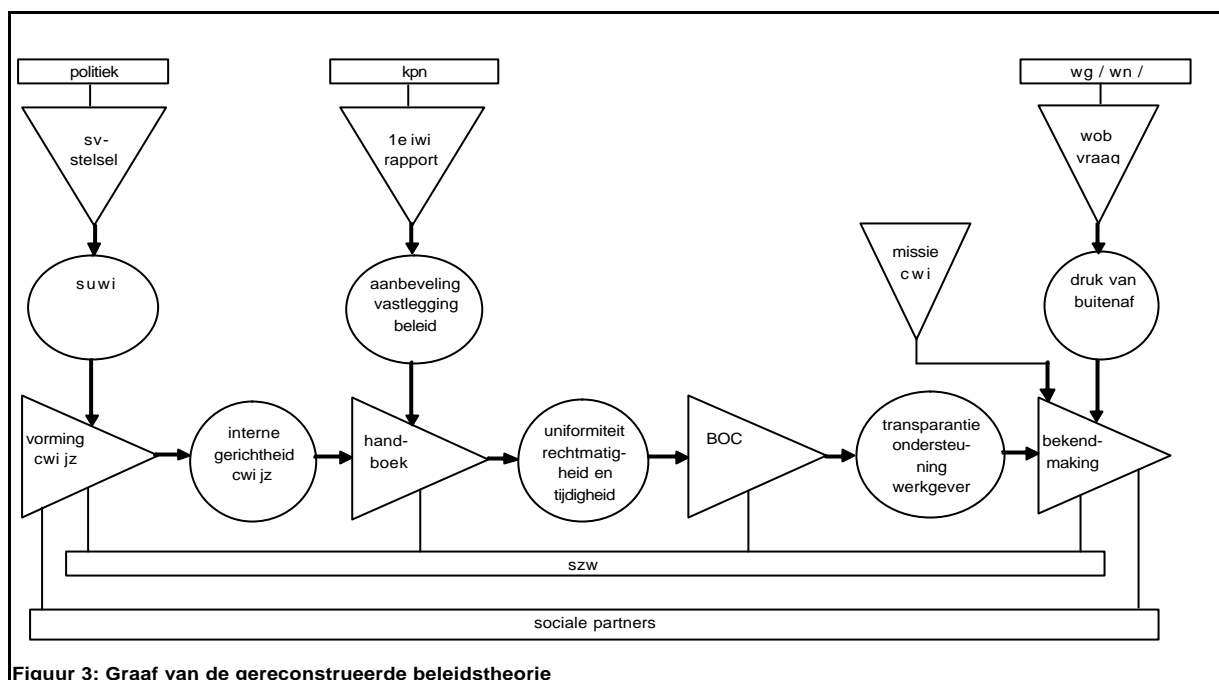 politiek
kpn
wg / wn /
sv-
stelsel
1e iwi
rapport
wob
vraag
missie
cwi
suwi
aanbeveling
vastlegging
beleid
druk van
buitenaf
vorming
cwi jz
interne
gerichtheid
cwi jz
hand-
boek
uniformiteit
rechtmatig-
heid en
tijdigheid
BOC
transparantie
ondersteu-
ning
werkgever
bekend-
making
szw
sociale partners
Figuur 3: Graaf van de gereconstrueerde beleidstheorie